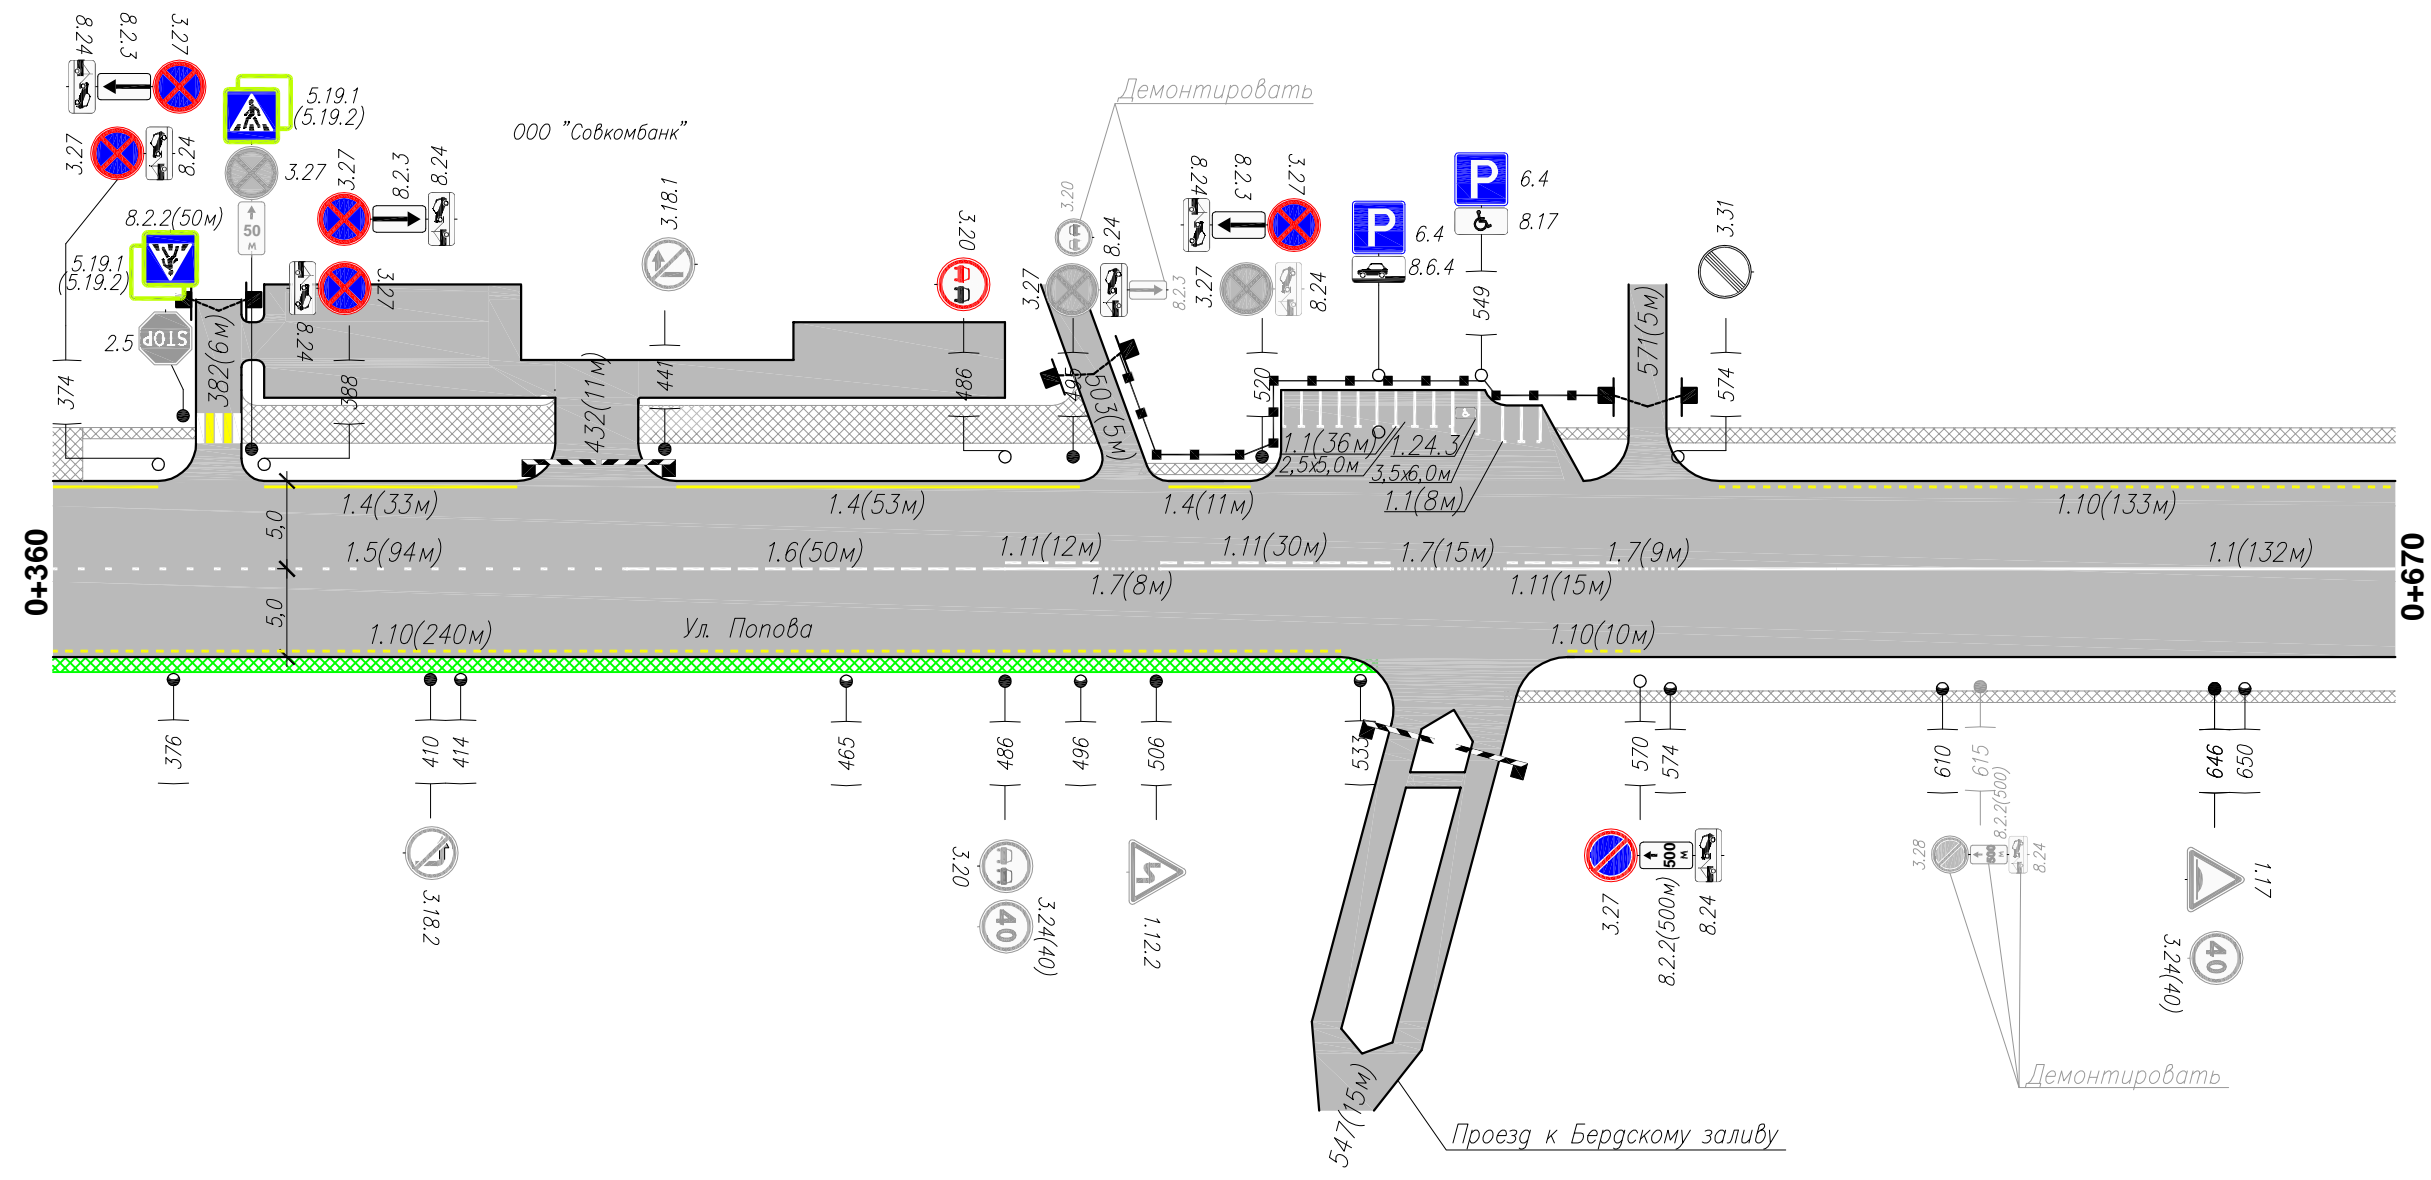 8.24
8.2.3
3.27
5.19.1
(5.19.2)
ООО "Совкомбанк"
Демонтировать
3.27
8.24
3.27
3.27
8.2.3
8.24
8.2.2(50м)
50
м
5.19.1
(5.19.2)
3.27
8.24
2.5
STOP
3.18.1
3.20
3.20
3.27
8.24
8.2.3
8.24
8.2.3
3.27
3.27
8.24
P
6.4
8.6.4
P
6.4
8.17
3.31
374
382(9м)
388
432(11м)
441
486
495
503(5м)
520
549
571(5м)
574
1.1(36м)
1.24.3
2,5х5,0м
3,5х6,0м
1.1(8м)
1.4(33м)
1.4(53м)
1.4(11м)
1.10(133м)
0+360
5,0
5,0
1.5(94м)
1.6(50м)
1.11(12м)
1.7(8м)
1.11(30м)
1.7(15м)
1.11(15м)
1.7(9м)
1.1(132м)
0+670
1.10(240м)
Ул. Попова
1.10(10м)
376
410
414
465
486
496
506
533
570
574
610
615
646
650
3.18.2
3.20
40
3.24(40)
1.12.2
3.27
500
м
8.2.2(500м)
8.24
3.28
500
8.2.2(500)
8.24
1.17
40
3.24(40)
Демонтировать
547(15м)
Проезд к Бердскому заливу